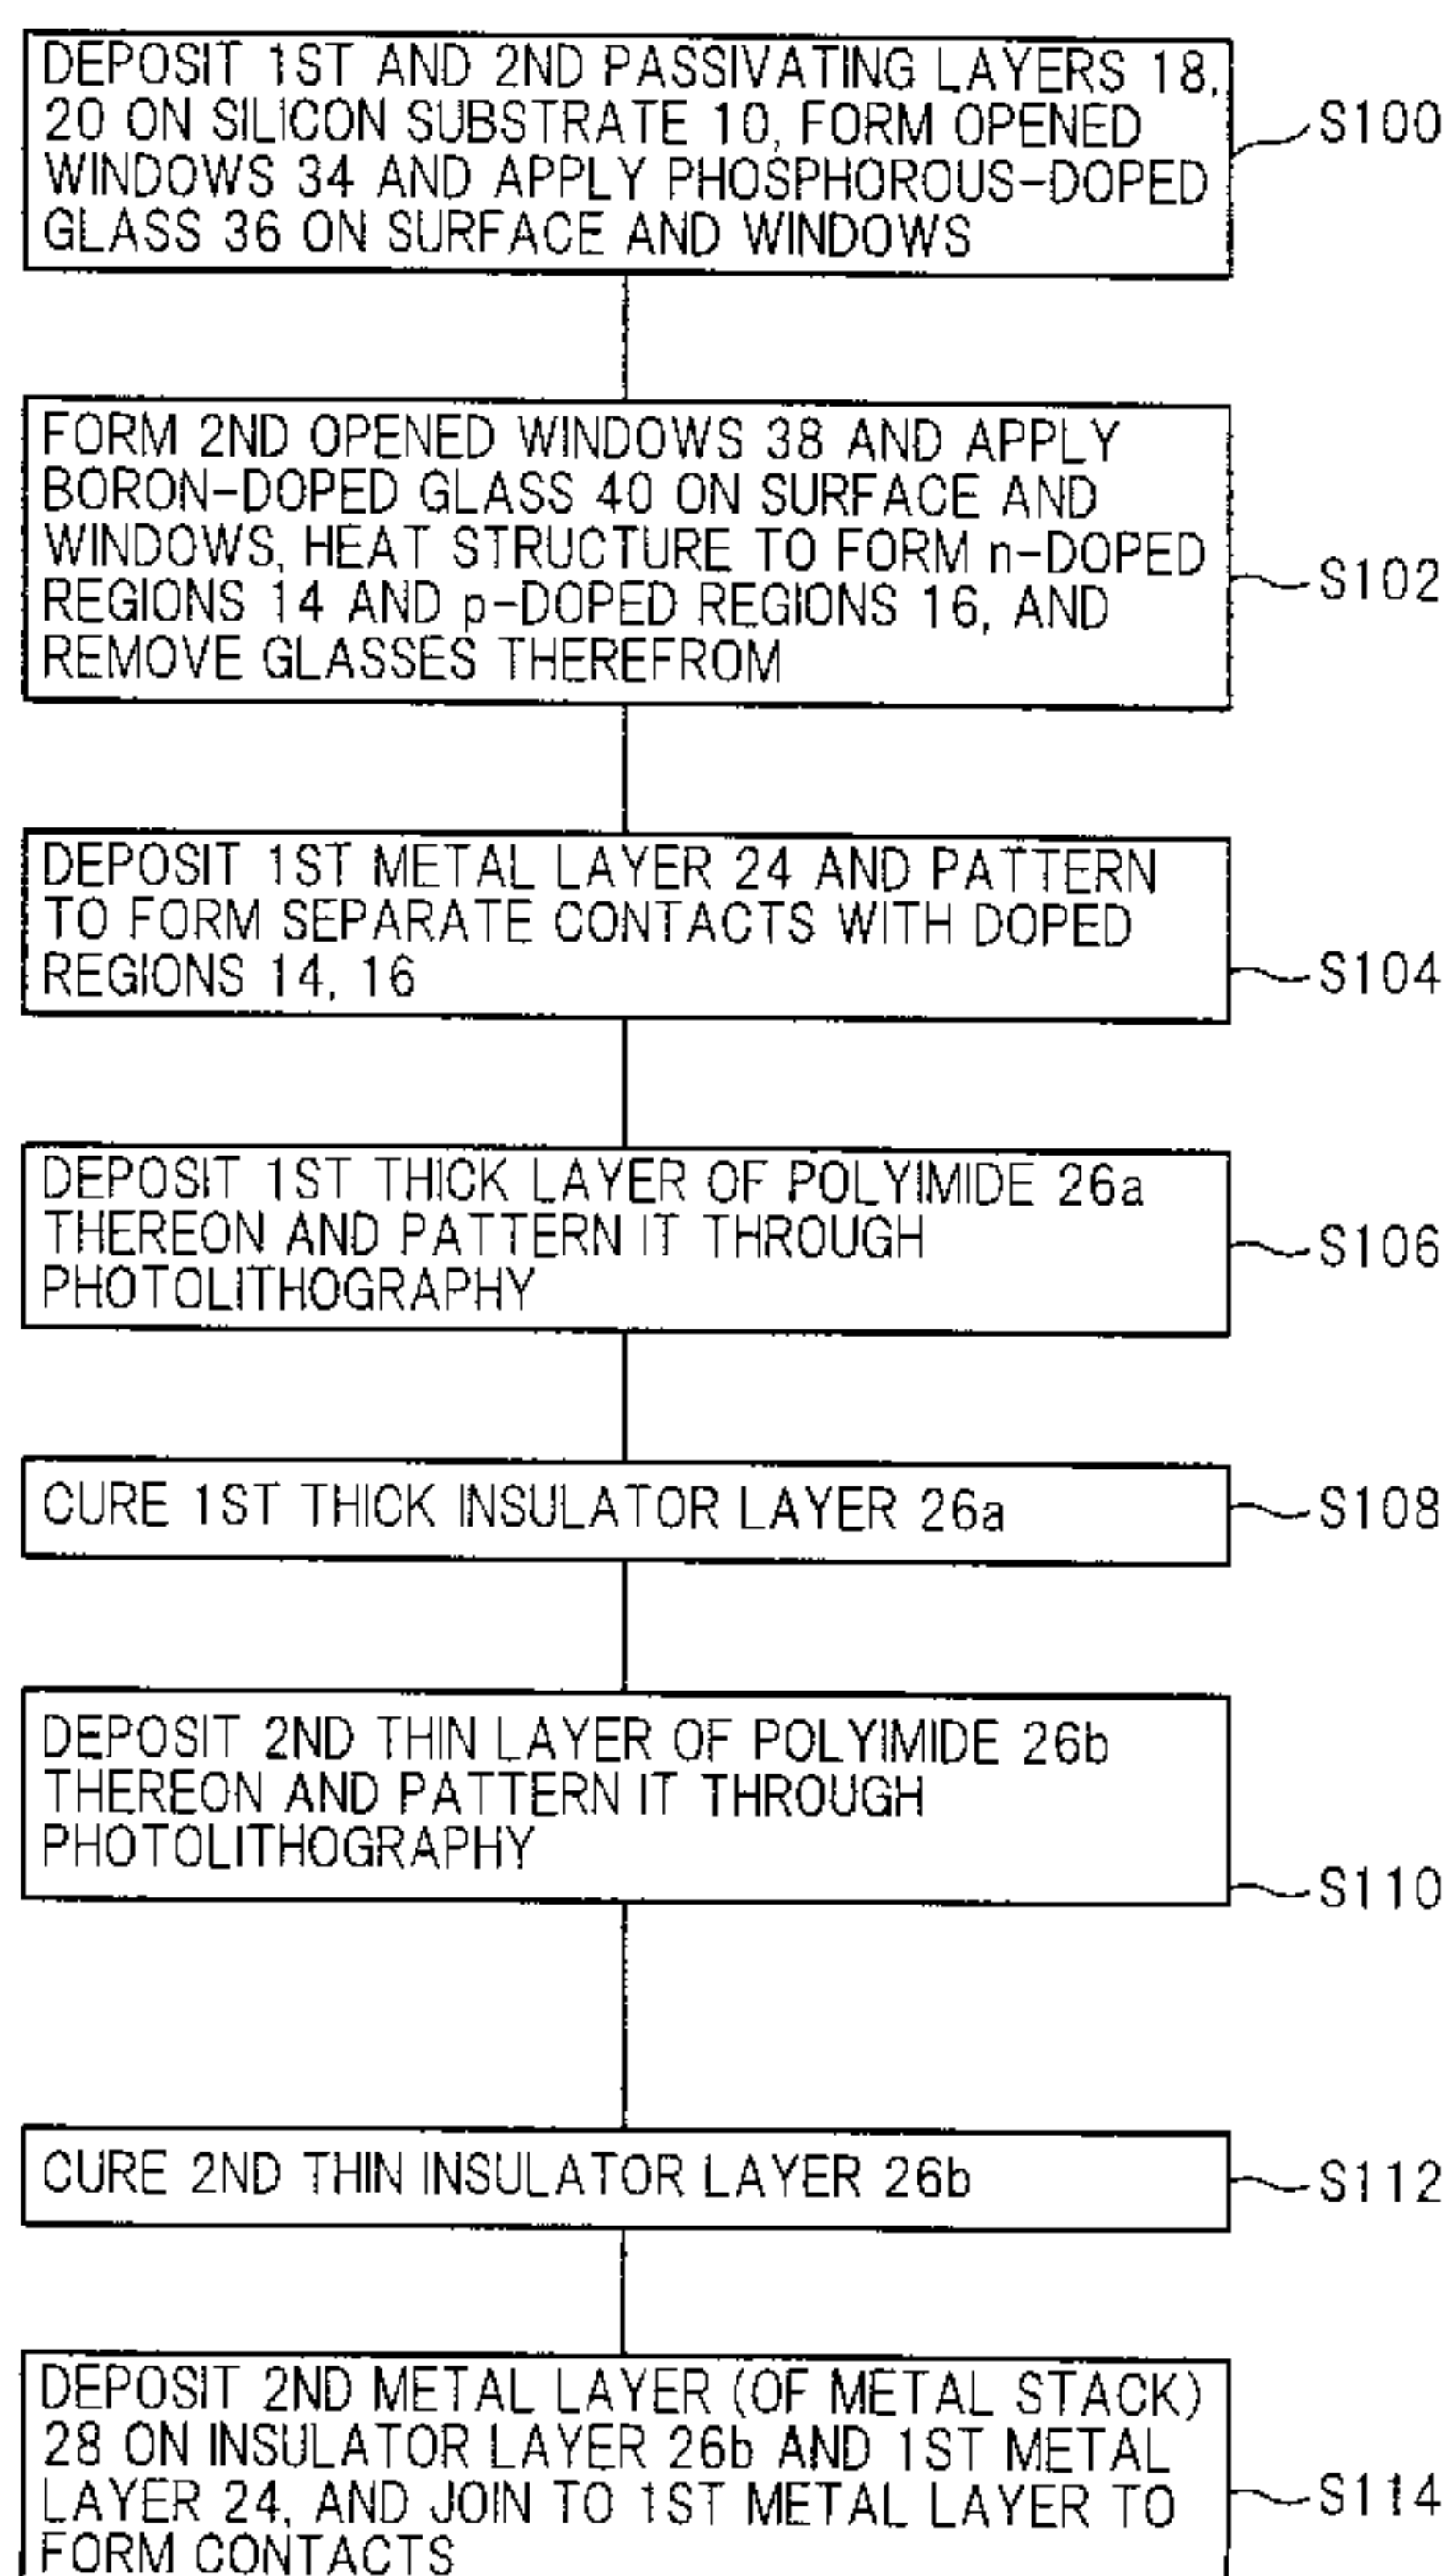 DEPOSIT 1ST AND 2ND PASSIVATING LAYERS 18,
20 ON SILICON SUBSTRATE 10, FORM OPENED
WINDOWS 34 AND APPLY PHOSPHOROUS-DOPED
GLASS 36 ON SURFACE AND WINDOWS
S100
FORM 2ND OPENED WINDOWS 38 AND APPLY
BORON-DOPED GLASS 40 ON SURFACE AND
WINDOWS, HEAT STRUCTURE TO FORM n-DOPED
REGIONS 14 AND p-DOPED REGIONS 16, AND
REMOVE GLASSES THEREFROM
S102
DEPOSIT 1ST METAL LAYER 24 AND PATTERN
TO FORM SEPARATE CONTACTS WITH DOPED
REGIONS 14, 16
S104
DEPOSIT 1ST THICK LAYER OF POLYIMIDE 26a
THEREON AND PATTERN IT THROUGH
PHOTOLITHOGRAPHY
S106
CURE 1ST THICK INSULATOR LAYER 26a
S108
DEPOSIT 2ND THIN LAYER OF POLYIMIDE 26b
THEREON AND PATTERN IT THROUGH
PHOTOLITHOGRAPHY
S110
CURE 2ND THIN INSULATOR LAYER 26b
S112
DEPOSIT 2ND METAL LAYER (OF METAL STACK)
28 ON INSULATOR LAYER 26b AND 1ST METAL
LAYER 24, AND JOIN TO 1ST METAL LAYER TO
FORM CONTACTS
S114